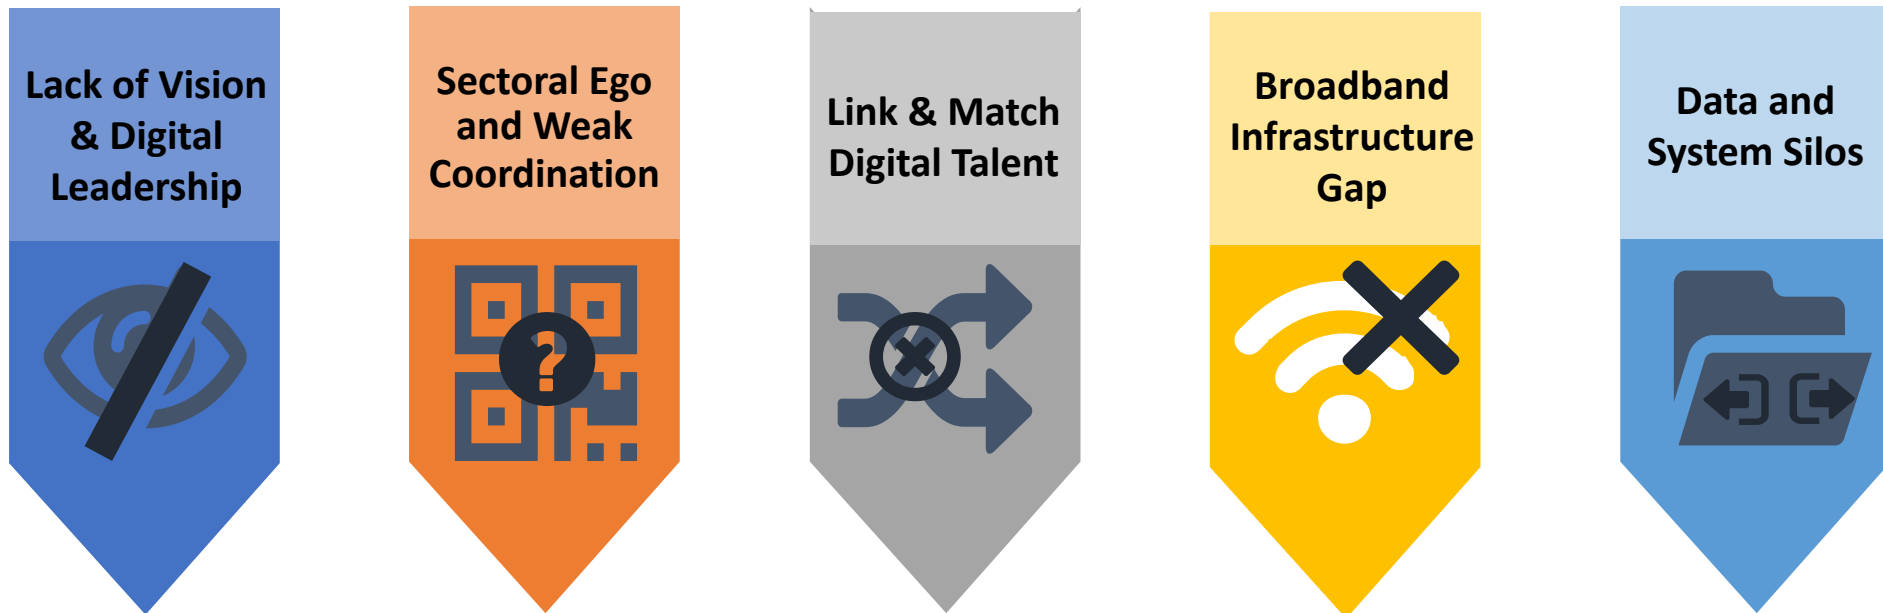 Lack of Vision
& Digital
Leadership
Sectoral Ego
and Weak
Coordination
Link & Match
Digital Talent
Broadband
Infrastructure
Gap
Data and
System Silos
?